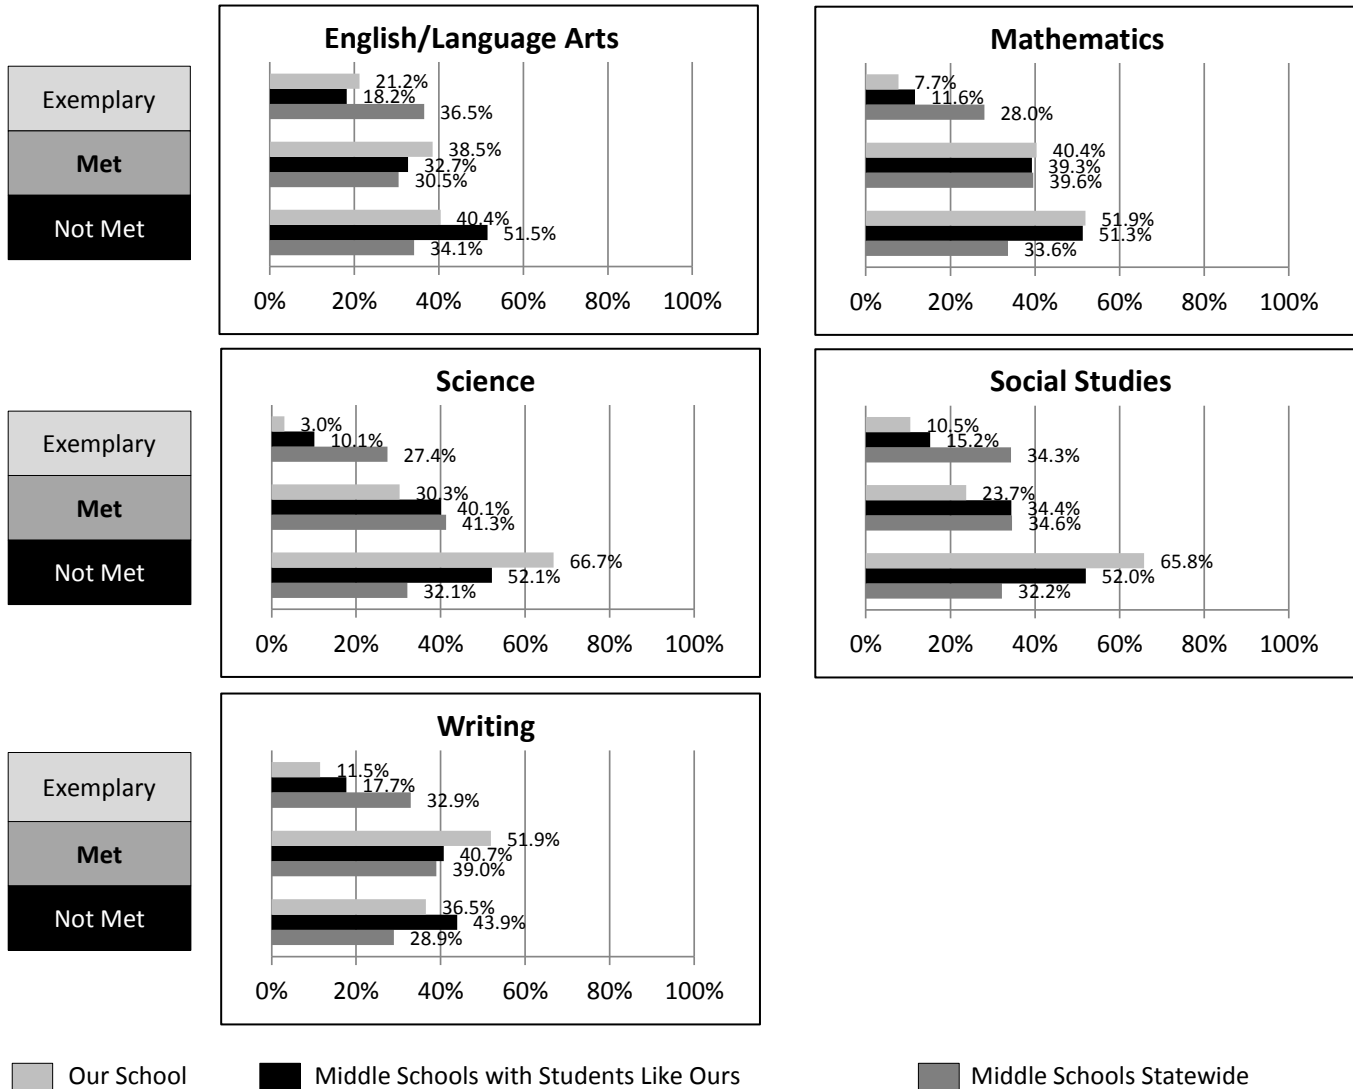 English/Language Arts
Exemplary
Met
Not Met
21.2%
18.2%
36.5%
38.5%
32.7%
30.5%
40.4%
51.5%
34.1%
0% 20% 40% 60% 80% 100%
Mathematics
7.7%
11.6%
28.0%
40.4%
39.3%
39.6%
51.9%
51.3%
33.6%
0% 20% 40% 60% 80% 100%
Science
Exemplary
Met
Not Met
3.0%
10.1%
27.4%
30.3%
40.1%
41.3%
66.7%
52.1%
32.1%
0% 20% 40% 60% 80% 100%
Social Studies
10.5%
15.2%
34.3%
23.7%
34.4%
34.6%
65.8%
52.0%
32.2%
0% 20% 40% 60% 80% 100%
Writing
Exemplary
Met
Not Met
11.5%
17.7%
32.9%
51.9%
40.7%
39.0%
36.5%
43.9%
28.9%
0% 20% 40% 60% 80% 100%
Our School Middle Schools with Students Like Ours Middle Schools Statewide